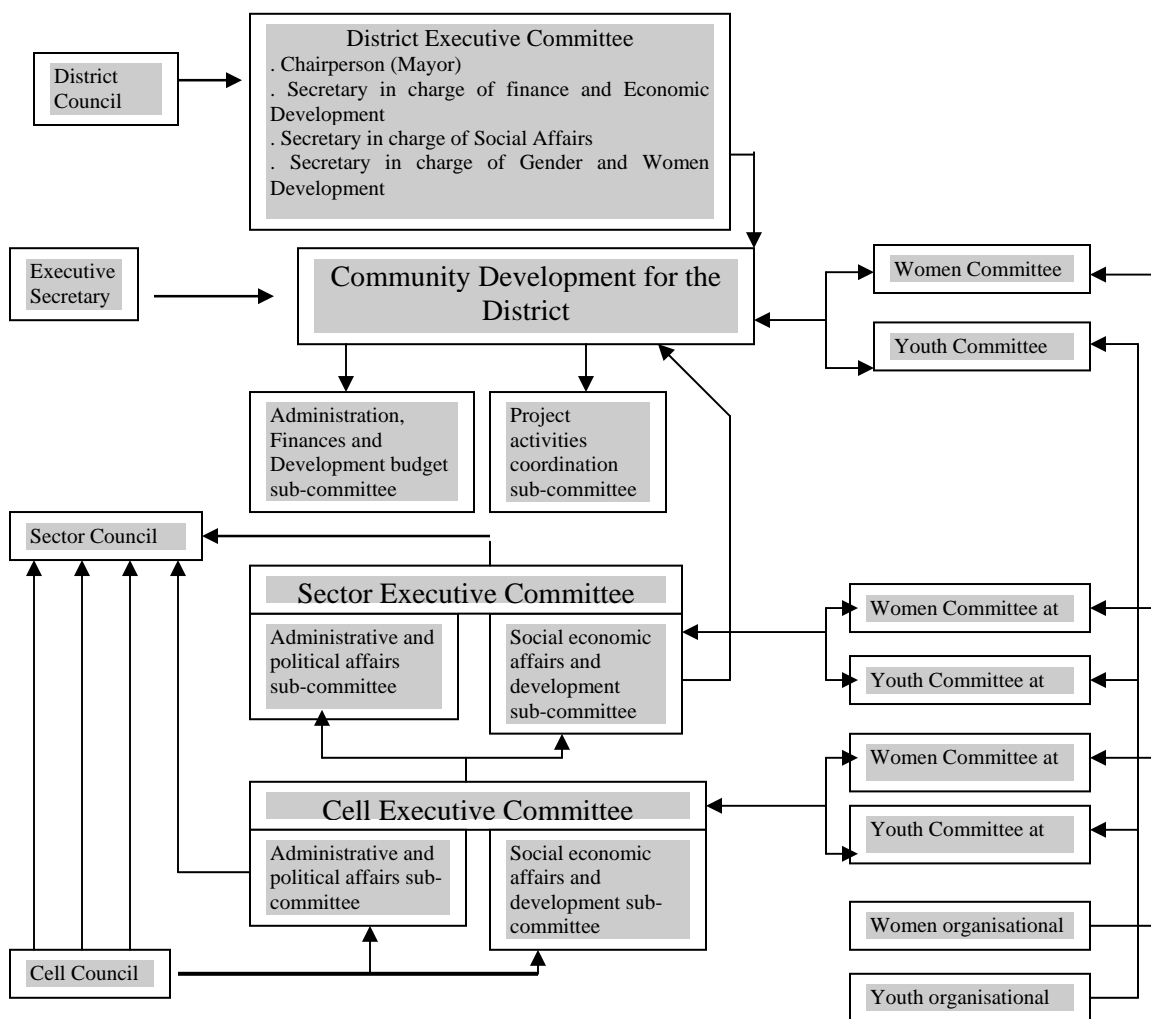 District Executive Committee
. Chairperson (Mayor)
. Secretary in charge of finance and Economic
Development
. Secretary in charge of Social Affairs
. Secretary in charge of Gender and Women
Development
District
Council
Executive
Secretary
Community Development for the
District
Women Committee
Youth Committee
Administration,
Finances and
Development budget
sub-committee
Project
activities
coordination
sub-committee
Sector Council
Sector Executive Committee
Administrative and
political affairs
sub-committee
Social economic
affairs and
development
sub-committee
Women Committee at
Youth Committee at
Women Committee at
Youth Committee at
Cell Executive Committee
Administrative and
political affairs sub-
committee
Social economic
affairs and
development sub-
committee
Women organisational
Cell Council
Youth organisational